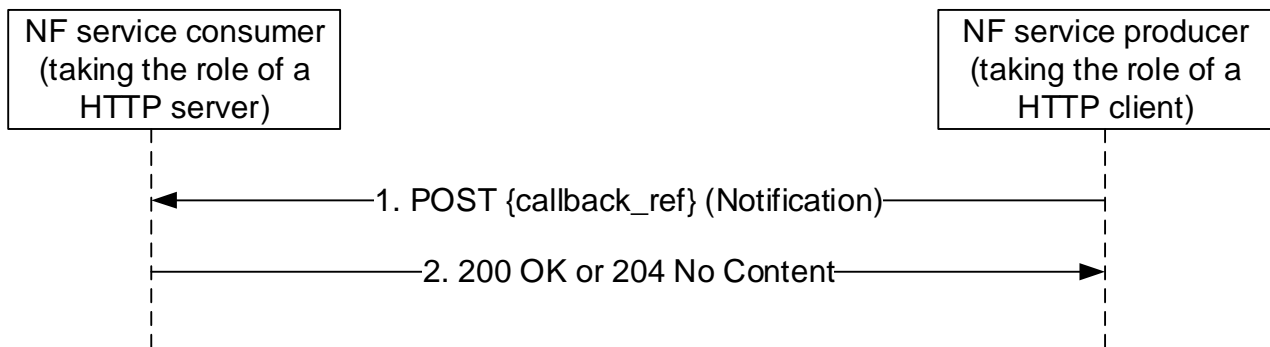 NF service consumer
(taking the role of a
HTTP server)
NF service producer
(taking the role of a
HTTP client)
1. POST {callback_ref} (Notification)
2. 200 OK or 204 No Content